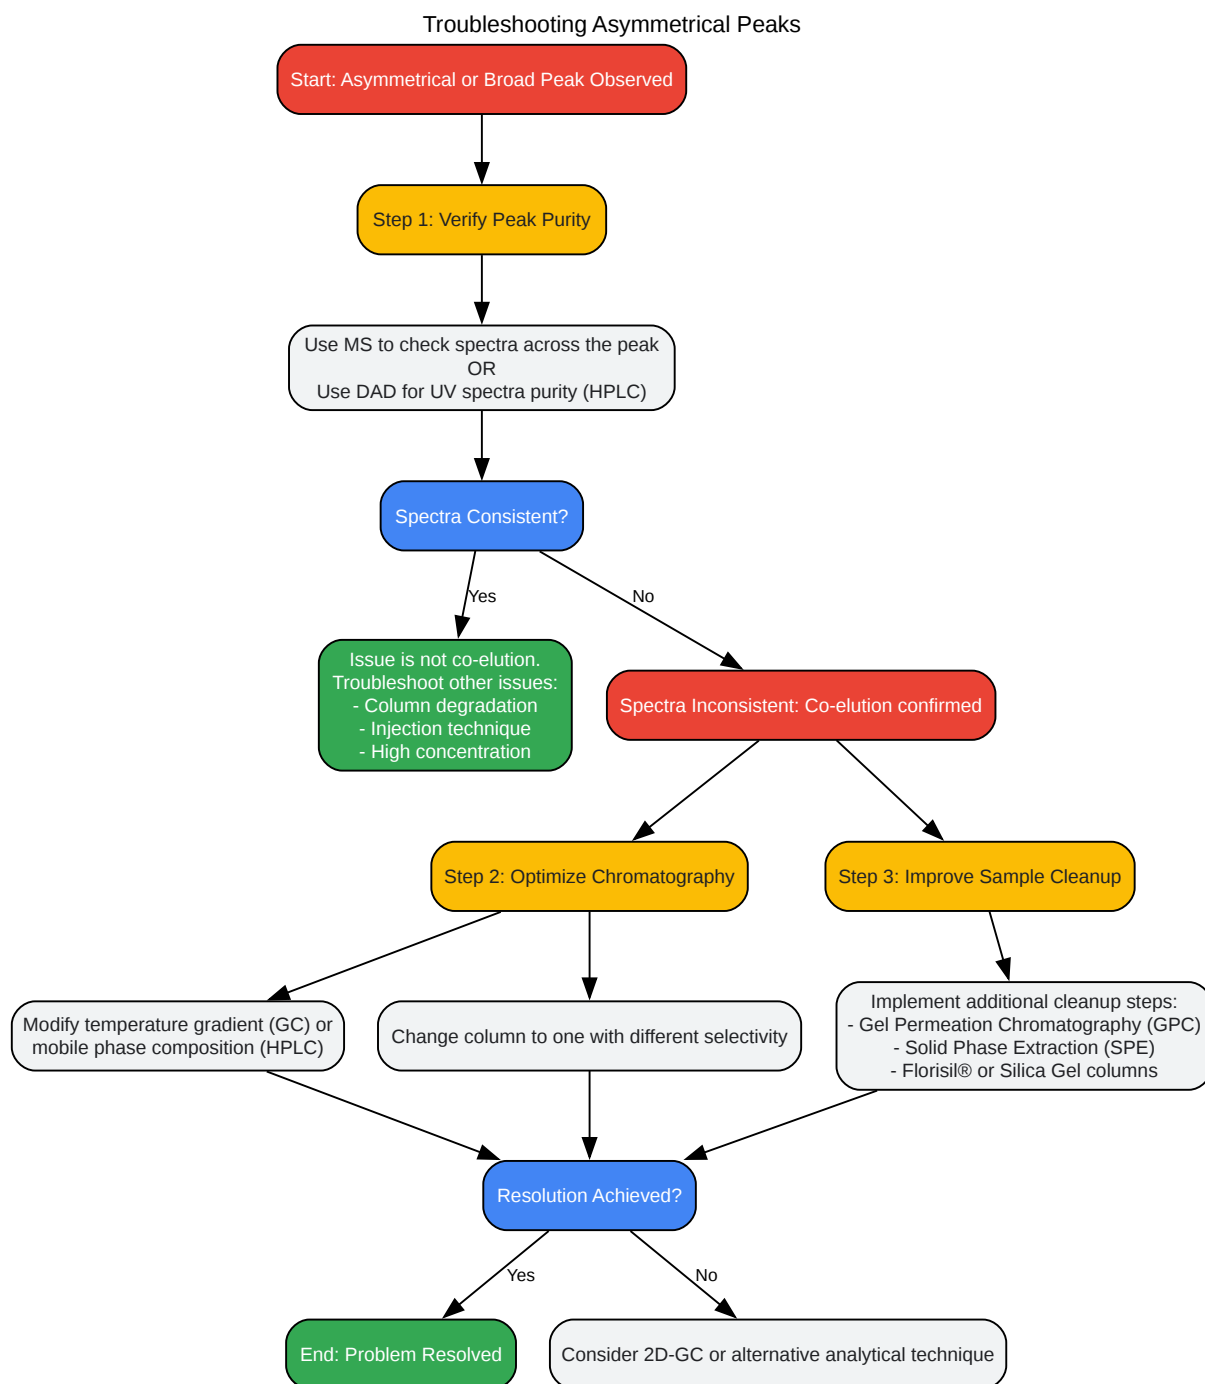 Troubleshooting Asymmetrical Peaks
Start: Asymmetrical or Broad Peak Observed
Step 1: Verify Peak Purity
Use MS to check spectra across the peak
OR
Use DAD for UV spectra purity (HPLC)
Spectra Consistent?
Yes
No
Issue is not co-elution.
Troubleshoot other issues:
- Column degradation
- Injection technique
- High concentration
Spectra Inconsistent: Co-elution confirmed
Step 2: Optimize Chromatography
Step 3: Improve Sample Cleanup
Modify temperature gradient (GC) or
mobile phase composition (HPLC)
Change column to one with different selectivity
Implement additional cleanup steps:
- Gel Permeation Chromatography (GPC)
- Solid Phase Extraction (SPE)
- Florisil® or Silica Gel columns
Resolution Achieved?
Yes
No
End: Problem Resolved
Consider 2D-GC or alternative analytical technique